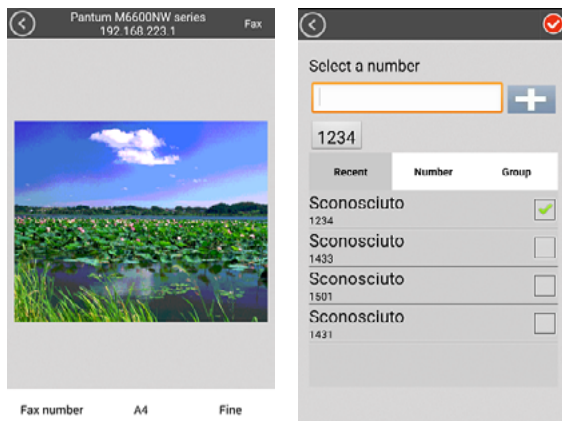 Pantum M6600NW series
192.168.223.1
Fax
Fax number A4 Fine
Select a number
1234
Recent Number Group
Sconosciuto
1234
Sconosciuto
1433
Sconosciuto
1501
Sconosciuto
1431